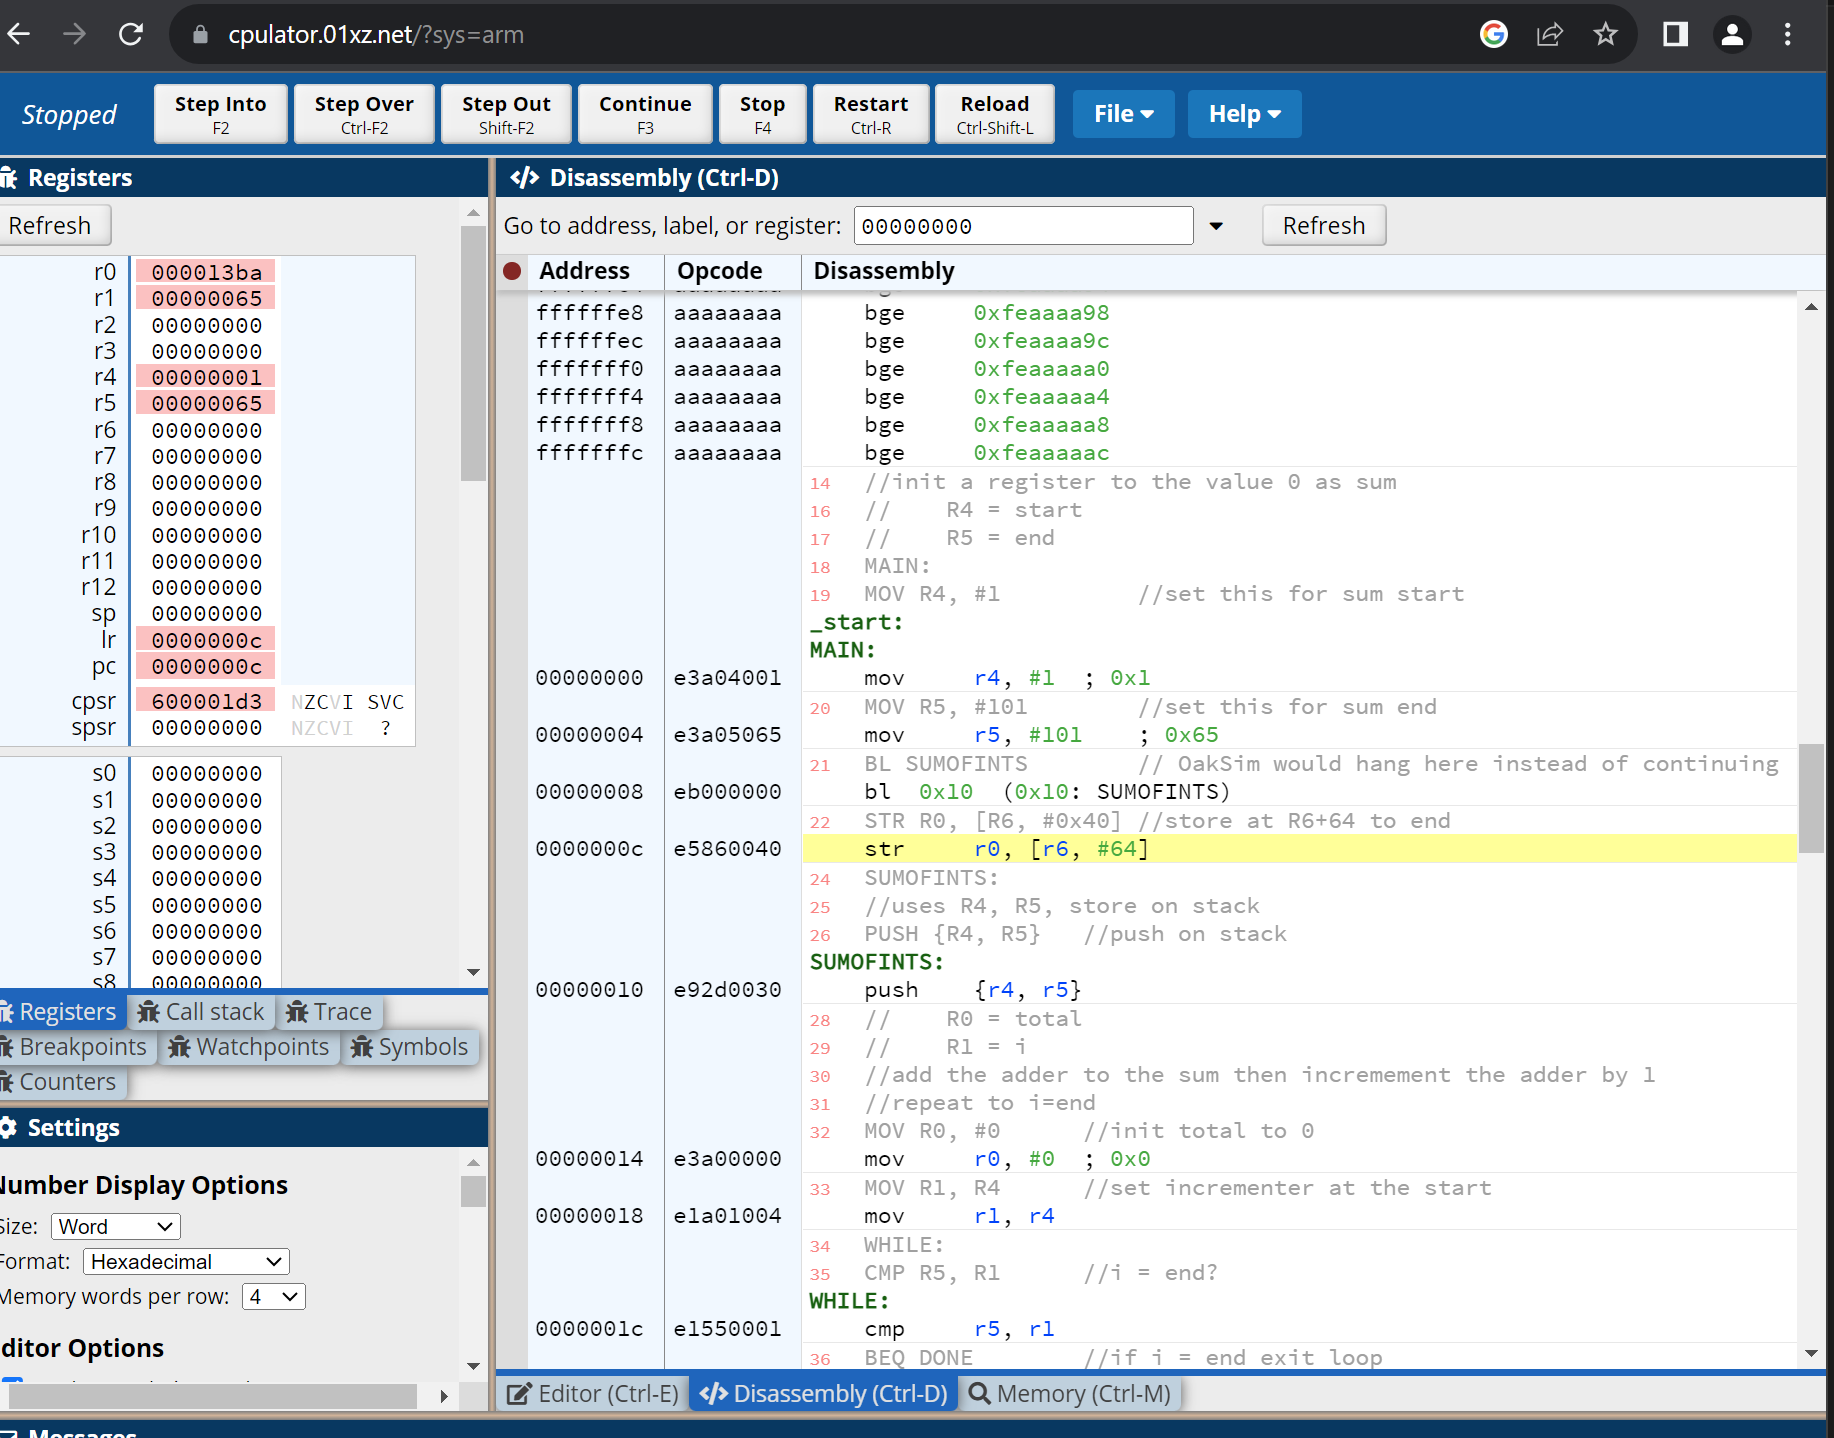 cpulator.01xz.net/?sys=arm
Stopped
Step Into
F2
Step Over
Ctrl-F2
Step Out
Shift-F2
Continue
F3
Stop
F4
Restart
Ctrl-R
Reload
Ctrl-Shift-L
File
Help
Registers
Refresh
r0 000013ba
r1 00000065
r2 00000000
r3 00000000
r4 00000001
r5 00000065
r6 00000000
r7 00000000
r8 00000000
r9 00000000
r10 00000000
r11 00000000
r12 00000000
sp 00000000
lr 0000000c
pc 0000000c
cpsr 600001d3 NZCVI SVC
spsr 00000000 NZCVI ?
s0 00000000
s1 00000000
s2 00000000
s3 00000000
s4 00000000
s5 00000000
s6 00000000
s7 00000000
s8 00000000
Registers Call stack Trace
Breakpoints Watchpoints Symbols
Counters
Settings
Number Display Options
Size: Word
Format: Hexadecimal
Memory words per row: 4
ditor Options
Messages
Disassembly (Ctrl-D)
Go to address, label, or register: 00000000 Refresh
Address Opcode Disassembly
ffffffe8 aaaaaaaa bge 0xfeaaaa98
ffffffec aaaaaaaa bge 0xfeaaaa9c
fffffff0 aaaaaaaa bge 0xfeaaaaa0
fffffff4 aaaaaaaa bge 0xfeaaaaa4
fffffff8 aaaaaaaa bge 0xfeaaaaa8
fffffffc aaaaaaaa bge 0xfeaaaaac
14 //init a register to the value 0 as sum
16 // R4 = start
17 // R5 = end
18 MAIN:
19 MOV R4, #1 //set this for sum start
_start:
MAIN:
00000000 e3a04001 mov r4, #1 ; 0x1
20 MOV R5, #101 //set this for sum end
00000004 e3a05065 mov r5, #101 ; 0x65
21 BL SUMOFINTS // OakSim would hang here instead of continuing
00000008 eb000000 bl 0x10 (0x10: SUMOFINTS)
22 STR R0, [R6, #0x40] //store at R6+64 to end
0000000c e5860040 str r0, [r6, #64]
24 SUMOFINTS:
25 //uses R4, R5, store on stack
26 PUSH {R4, R5} //push on stack
SUMOFINTS:
00000010 e92d0030 push {r4, r5}
28 // R0 = total
29 // R1 = i
30 //add the adder to the sum then incremement the adder by 1
31 //repeat to i=end
32 MOV R0, #0 //init total to 0
00000014 e3a00000 mov r0, #0 ; 0x0
33 MOV R1, R4 //set incrementer at the start
00000018 e1a01004 mov r1, r4
34 WHILE:
35 CMP R5, R1 //i = end?
WHILE:
0000001c e1550001 cmp r5, r1
36 BEQ DONE //if i = end exit loop
Editor (Ctrl-E) Disassembly (Ctrl-D) Memory (Ctrl-M)